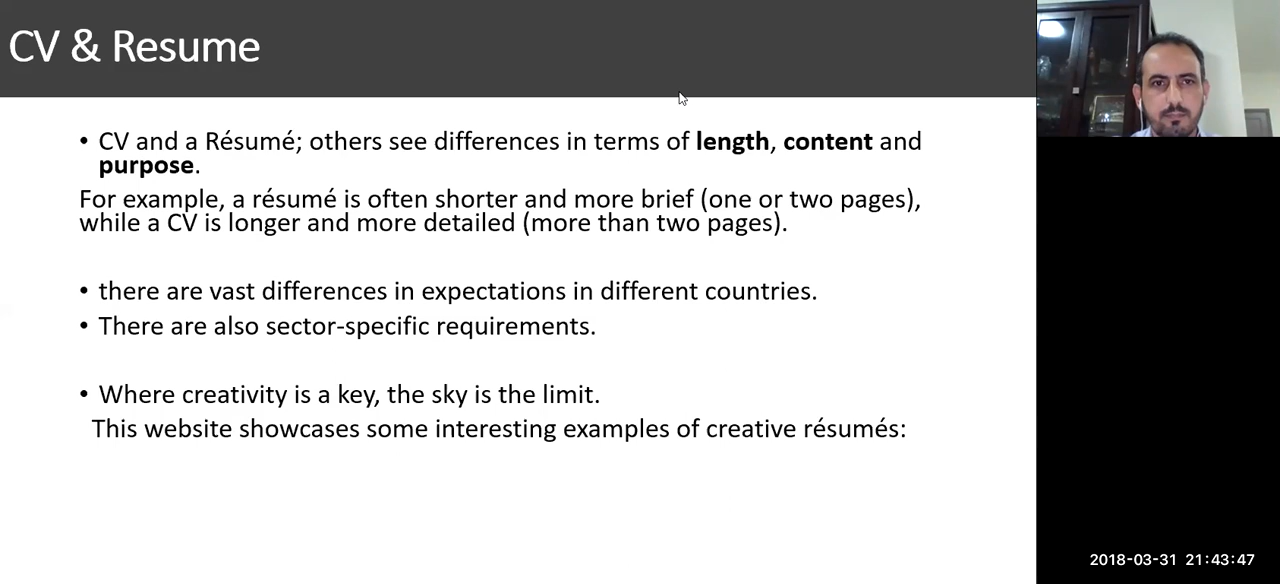 CV & Resume
• CV and a Résumé; others see differences in terms of length, content and
purpose.
For example, a résumé is often shorter and more brief (one or two pages),
while a CV is longer and more detailed (more than two pages).
• there are vast differences in expectations in different countries.
• There are also sector-specific requirements.
• Where creativity is a key, the sky is the limit.
This website showcases some interesting examples of creative résumés:
2018-03-31 21:43:47